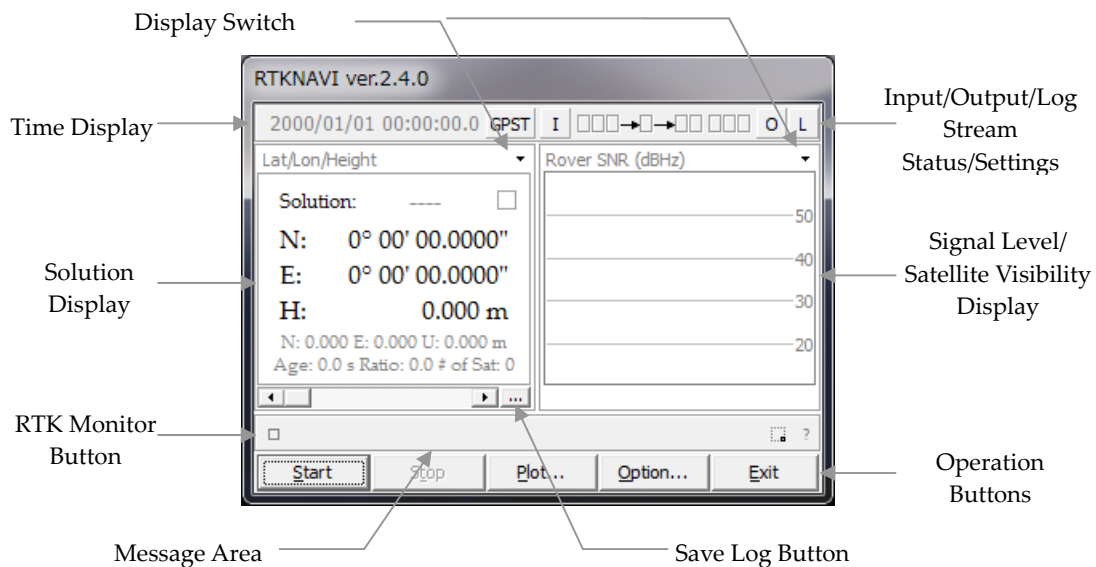 Display Switch
RTKNAVI ver.2.4.0
Time Display
2000/01/01 00:00:00.0 GPST I O L
Input/Output/Log
Stream
Status/Settings
Lat/Lon/Height
Rover SNR (dBHz)
Solution: ----
N: 0° 00' 00.0000"
E: 0° 00' 00.0000"
H: 0.000 m
N: 0.000 E: 0.000 U: 0.000 m
Age: 0.0 s Ratio: 0.0 # of Sat: 0
...
50
40
30
20
Solution
Display
Signal Level/
Satellite Visibility
Display
RTK Monitor
Button
?
Start Stop Plot... Option... Exit
Operation
Buttons
Message Area
Save Log Button